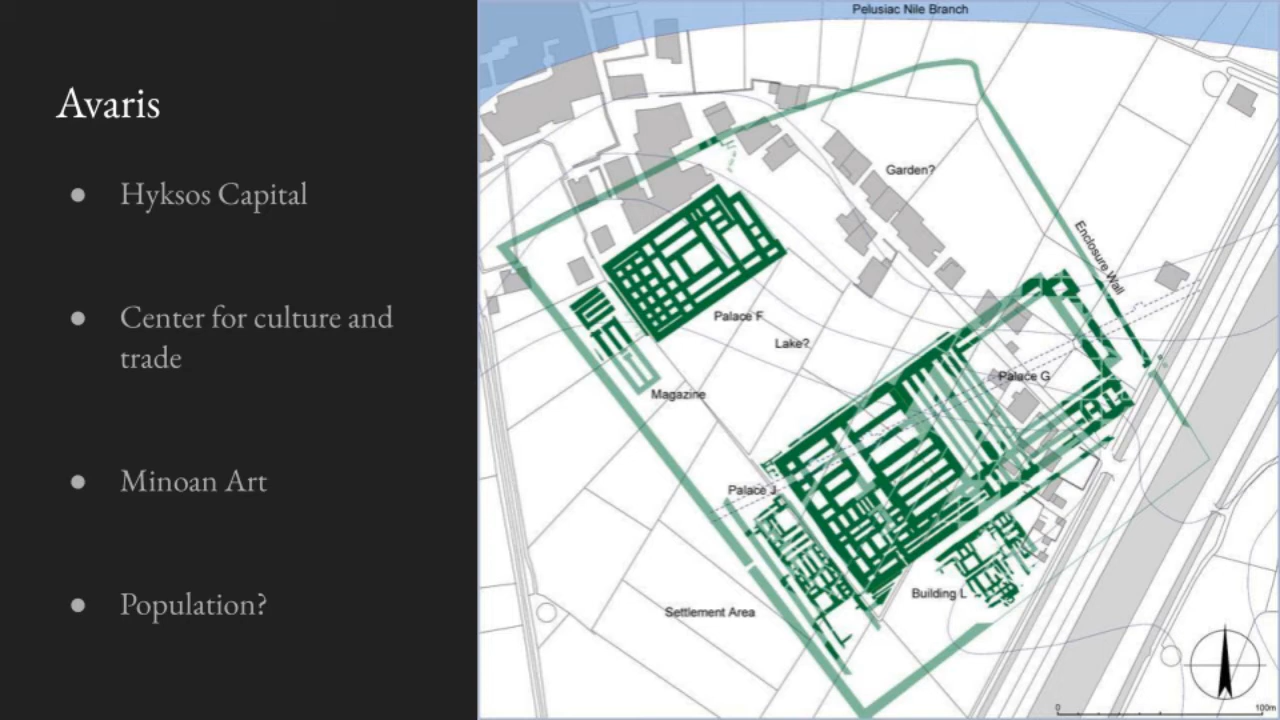 Avaris
● Hyksos Capital
● Center for culture and
trade
● Minoan Art
● Population?
Pelusiac Nile Branch
Garden?
Enclosure Wall
Palace F
Lake?
Palace G
Magazine
Palace J
Building L
Settlement Area
0 100m